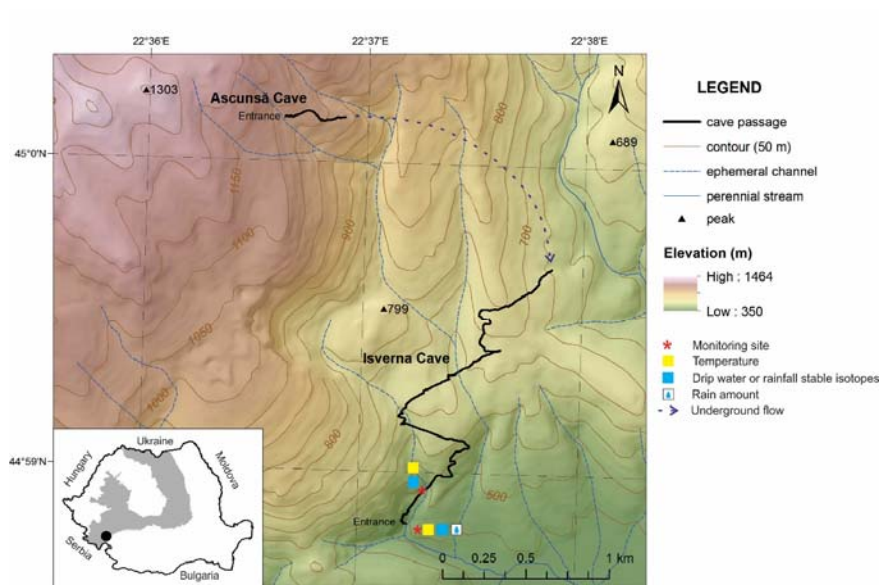 22°36'E
22°37'E
22°38'E
1303
Ascunsă Cave
Entrance
N
689
45°0'N
800
1150
1100
900
700
799
1050
Isverna Cave
1000
800
44°59'N
500
Entrance
0 0.25 0.5 1 km
Ukraine
Hungary
Moldova
Serbia
Bulgaria
LEGEND
cave passage
contour (50 m)
ephemeral channel
perennial stream
peak
Elevation (m)
High : 1464
Low : 350
Monitoring site
Temperature
Drip water or rainfall stable isotopes
Rain amount
Underground flow